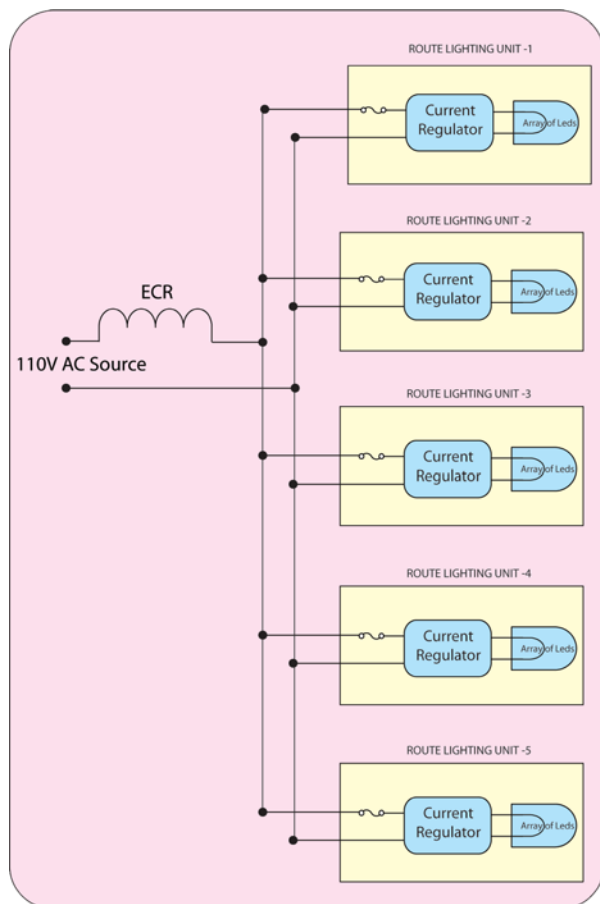 ROUTE LIGHTING UNIT -1
Current
Regulator
Array of Leds
ROUTE LIGHTING UNIT -2
Current
Regulator
Array of Leds
ECR
110V AC Source
ROUTE LIGHTING UNIT -3
Current
Regulator
Array of Leds
ROUTE LIGHTING UNIT -4
Current
Regulator
Array of Leds
ROUTE LIGHTING UNIT -5
Current
Regulator
Array of Leds